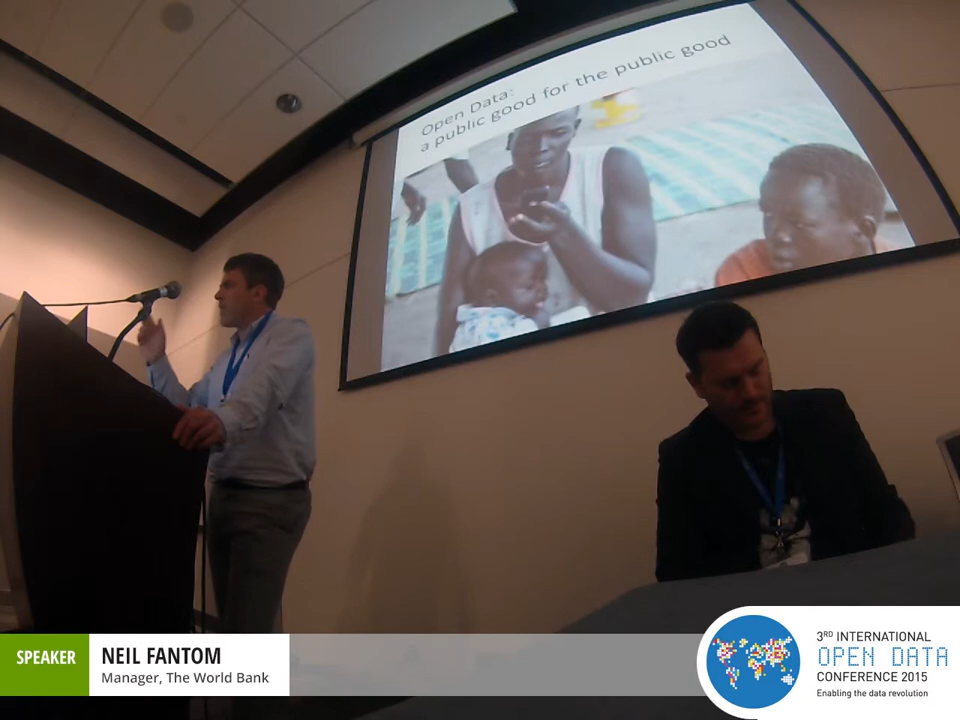 Open Data:
a public good for the public good
SPEAKER
NEIL FANTOM
Manager, The World Bank
3RD INTERNATIONAL
OPEN DATA
CONFERENCE 2015
Enabling the data revolution